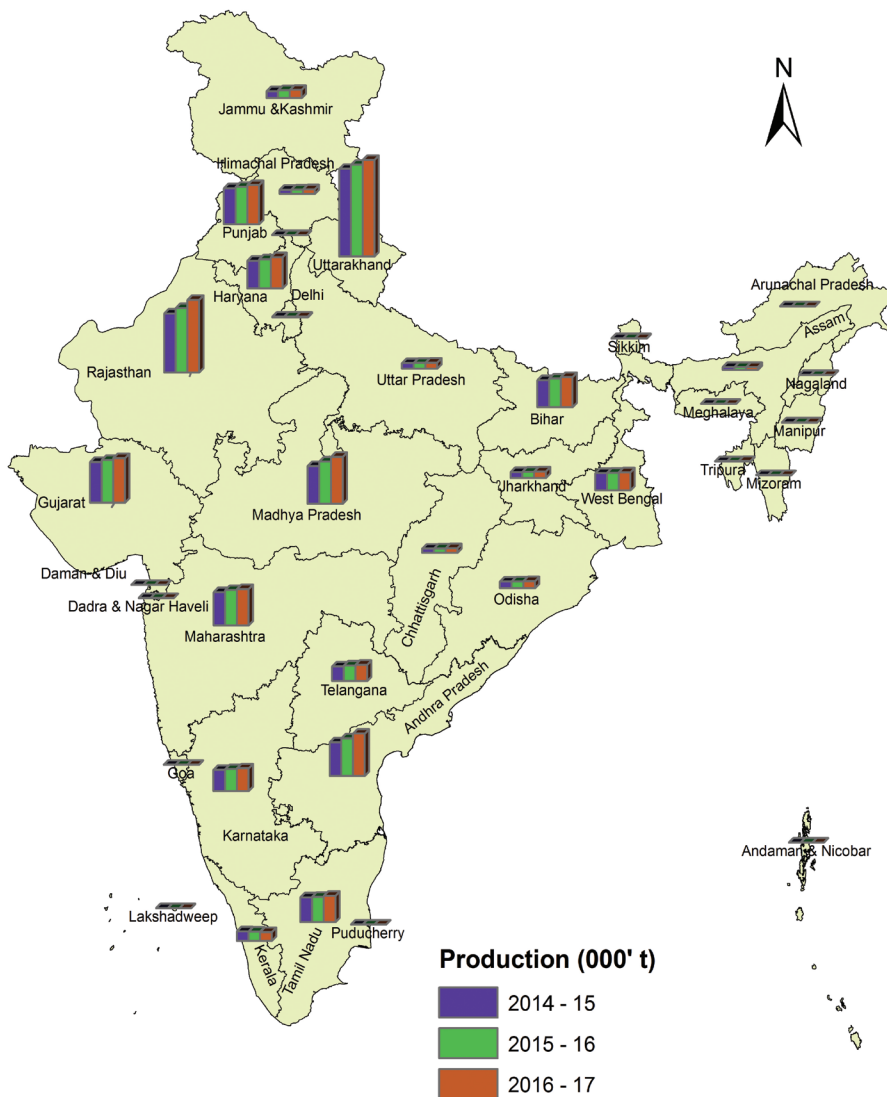 N
Jammu &Kashmir
Himachal Pradesh
Punjab
Uttarakhand
Haryana
Delhi
Arunachal Pradesh
Assam
Sikkim
Rajasthan
Uttar Pradesh
Nagaland
Bihar
Meghalaya
Manipur
Tripura
Mizoram
Gujarat
Madhya Pradesh
Jharkhand
West Bengal
Daman & Diu
Dadra & Nagar Haveli
Maharashtra
Chhattisgarh
Odisha
Telangana
Andhra Pradesh
Goa
Karnataka
Andaman & Nicobar
Lakshadweep
Kerala
Tamil Nadu
Puducherry
Production (000' t)
2014 - 15
2015 - 16
2016 - 17